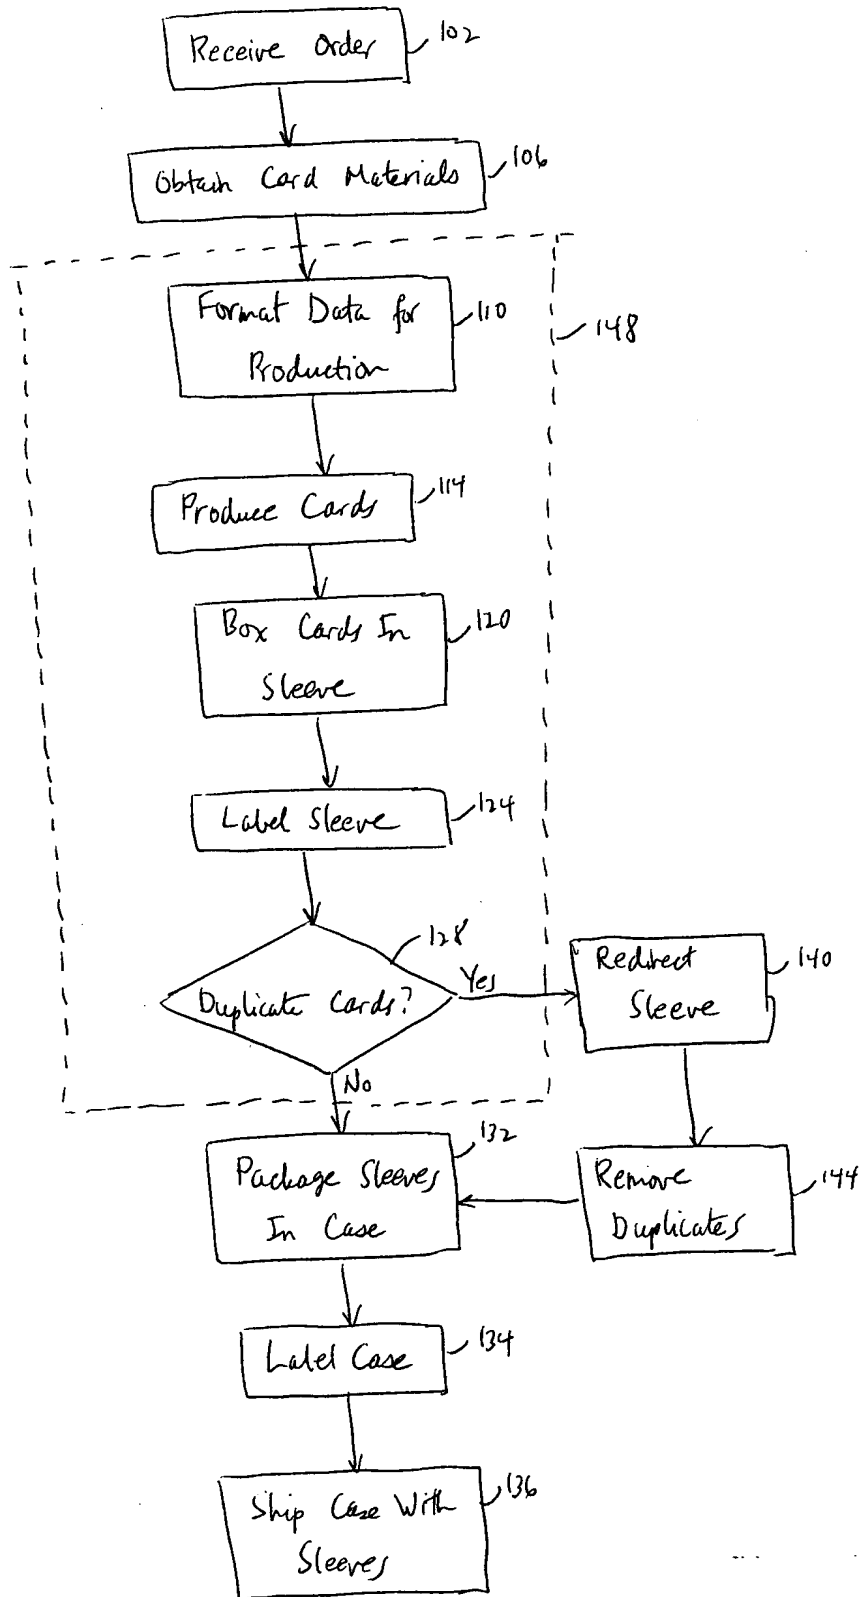 Receive Order
102
Obtain Card Materials
106
Format Data for
Production
110
148
Produce Cards
114
Box Cards In
Sleeve
120
Label Sleeve
124
128
Duplicate Cards?
Yes
Redirect
Sleeve
140
No
Package Sleeves
In Case
132
Remove
Duplicates
144
Label Case
134
Ship Case With
Sleeves
136